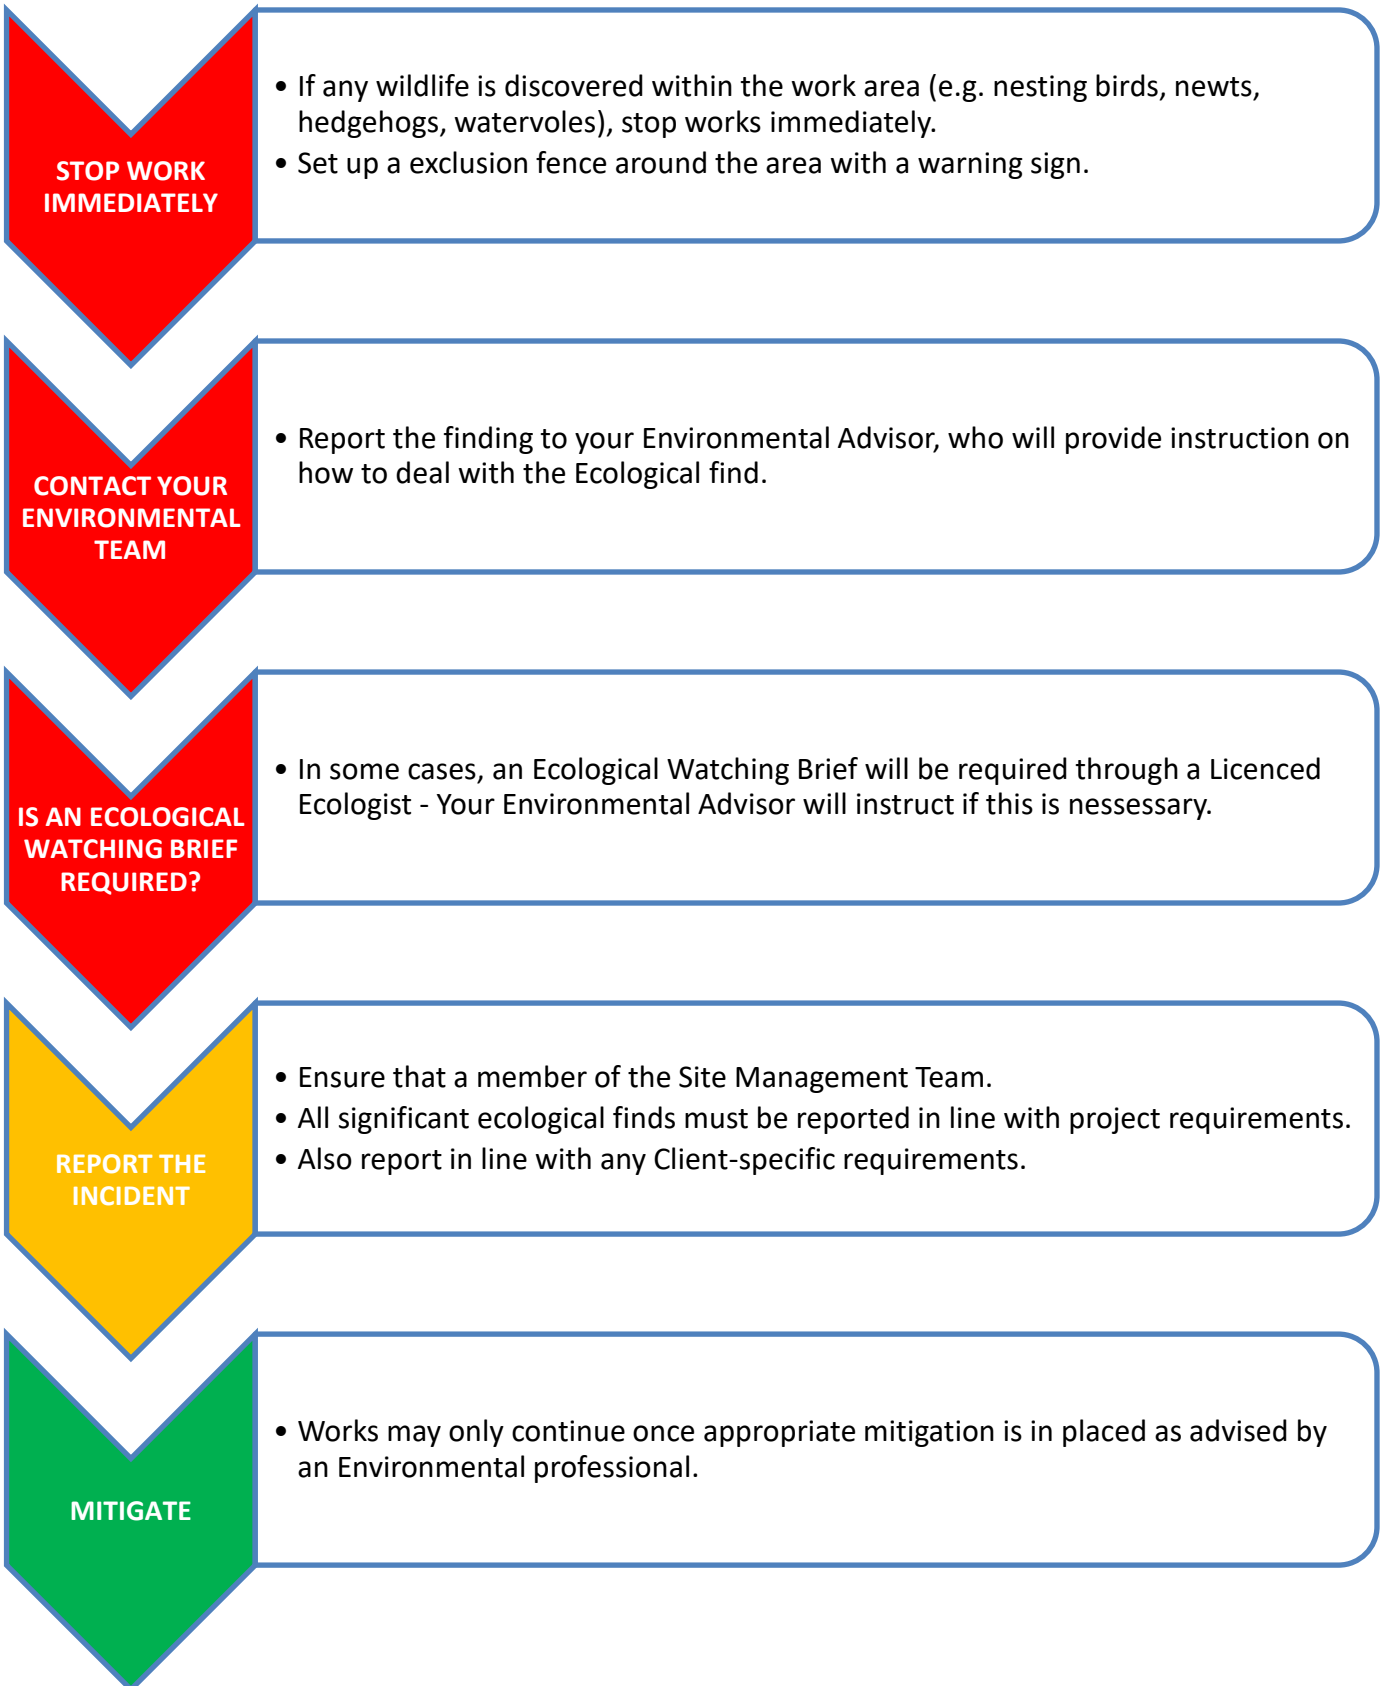 STOP WORK
IMMEDIATELY
• If any wildlife is discovered within the work area (e.g. nesting birds, newts,
hedgehogs, watervoles), stop works immediately.
• Set up a exclusion fence around the area with a warning sign.
CONTACT YOUR
ENVIRONMENTAL
TEAM
• Report the finding to your Environmental Advisor, who will provide instruction on
how to deal with the Ecological find.
IS AN ECOLOGICAL
WATCHING BRIEF
REQUIRED?
• In some cases, an Ecological Watching Brief will be required through a Licenced
Ecologist - Your Environmental Advisor will instruct if this is nessessary.
REPORT THE
INCIDENT
• Ensure that a member of the Site Management Team.
• All significant ecological finds must be reported in line with project requirements.
• Also report in line with any Client-specific requirements.
MITIGATE
• Works may only continue once appropriate mitigation is in placed as advised by
an Environmental professional.